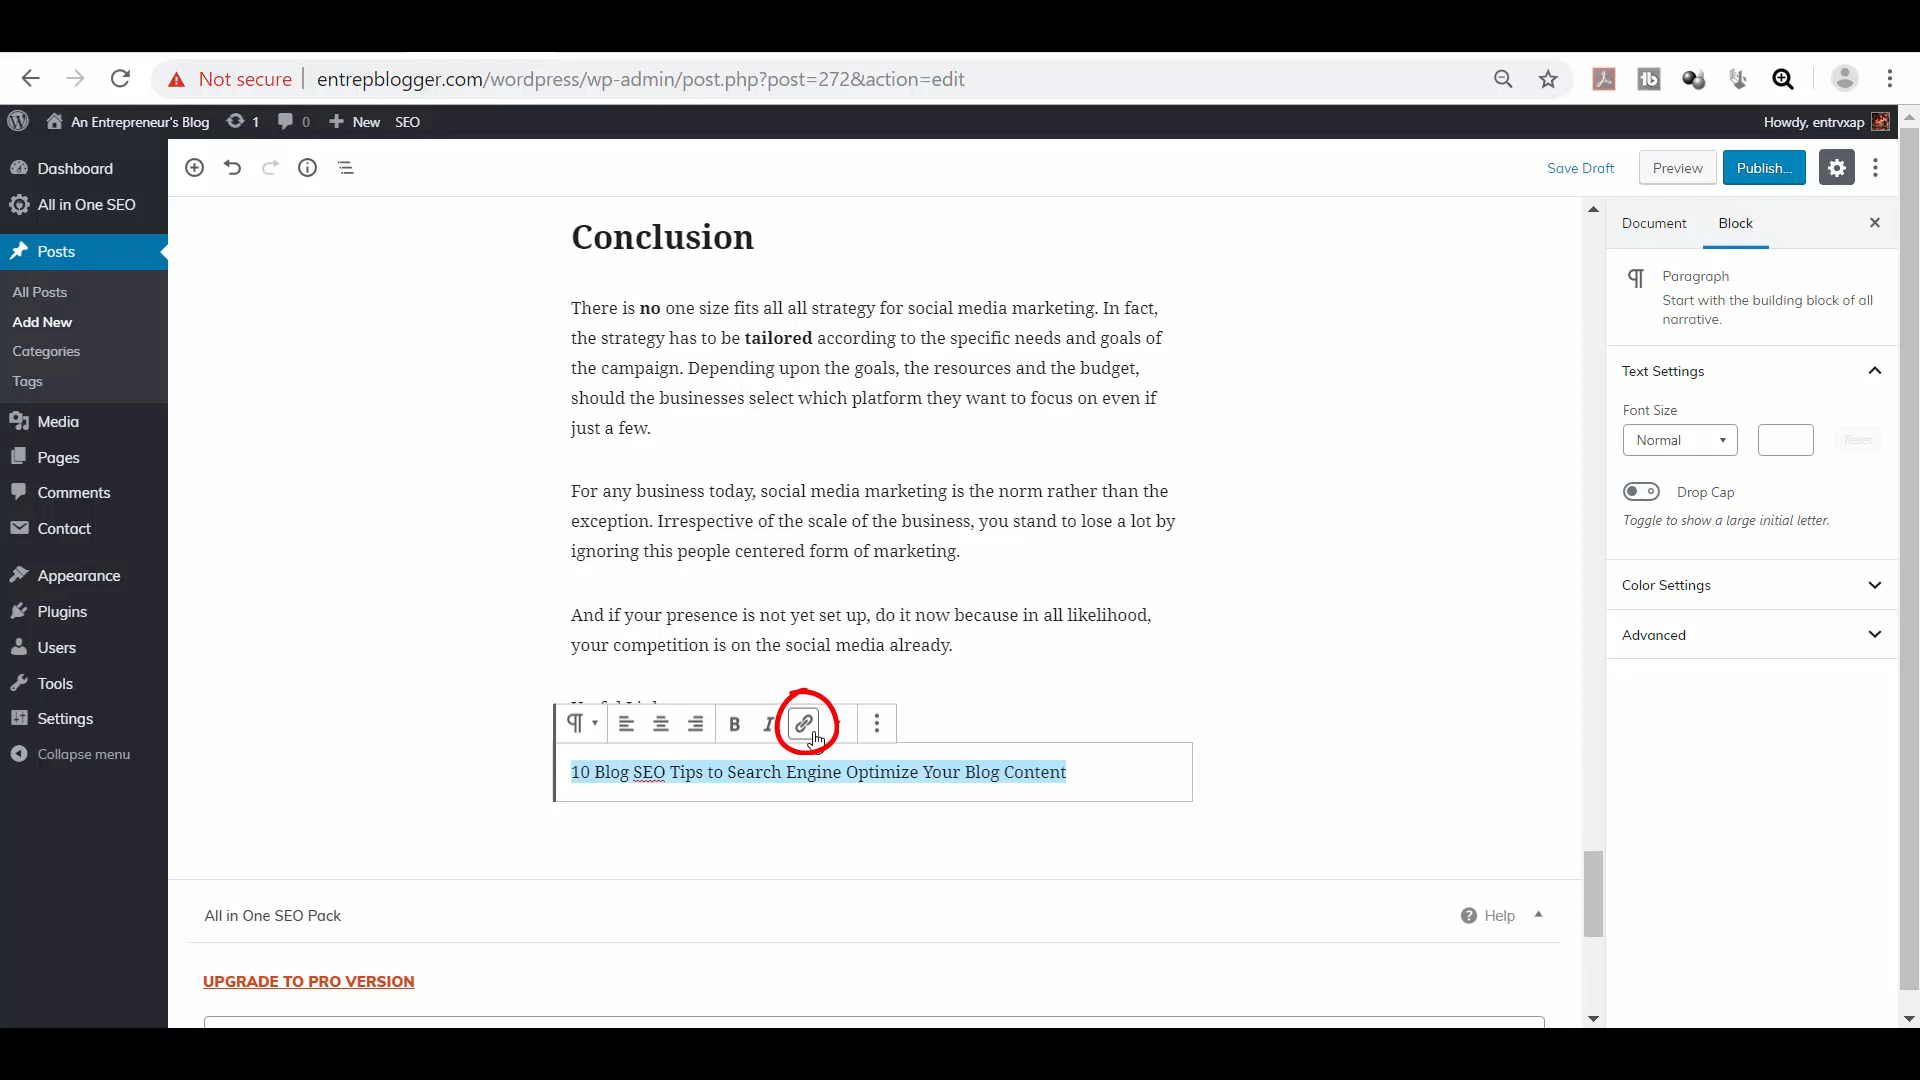 Not secure
entrepblogger.com/wordpress/wp-admin/post.php?post=272&action=edit
An Entrepreneur's Blog
1
0
New
SEO
Howdy, entrvxap
Dashboard
All in One SEO
Posts
All Posts
Add New
Categories
Tags
Media
Pages
Comments
Contact
Appearance
Plugins
Users
Tools
Settings
Collapse menu
Save Draft
Preview
Publish...
Conclusion
There is no one size fits all all strategy for social media marketing. In fact,
the strategy has to be tailored according to the specific needs and goals of
the campaign. Depending upon the goals, the resources and the budget,
should the businesses select which platform they want to focus on even if
just a few.
For any business today, social media marketing is the norm rather than the
exception. Irrespective of the scale of the business, you stand to lose a lot by
ignoring this people centered form of marketing.
And if your presence is not yet set up, do it now because in all likelihood,
your competition is on the social media already.
B I
10 Blog SEO Tips to Search Engine Optimize Your Blog Content
All in One SEO Pack
Help
UPGRADE TO PRO VERSION
Document
Block
Paragraph
Start with the building block of all
narrative.
Text Settings
Font Size
Normal
Reset
Drop Cap
Toggle to show a large initial letter.
Color Settings
Advanced